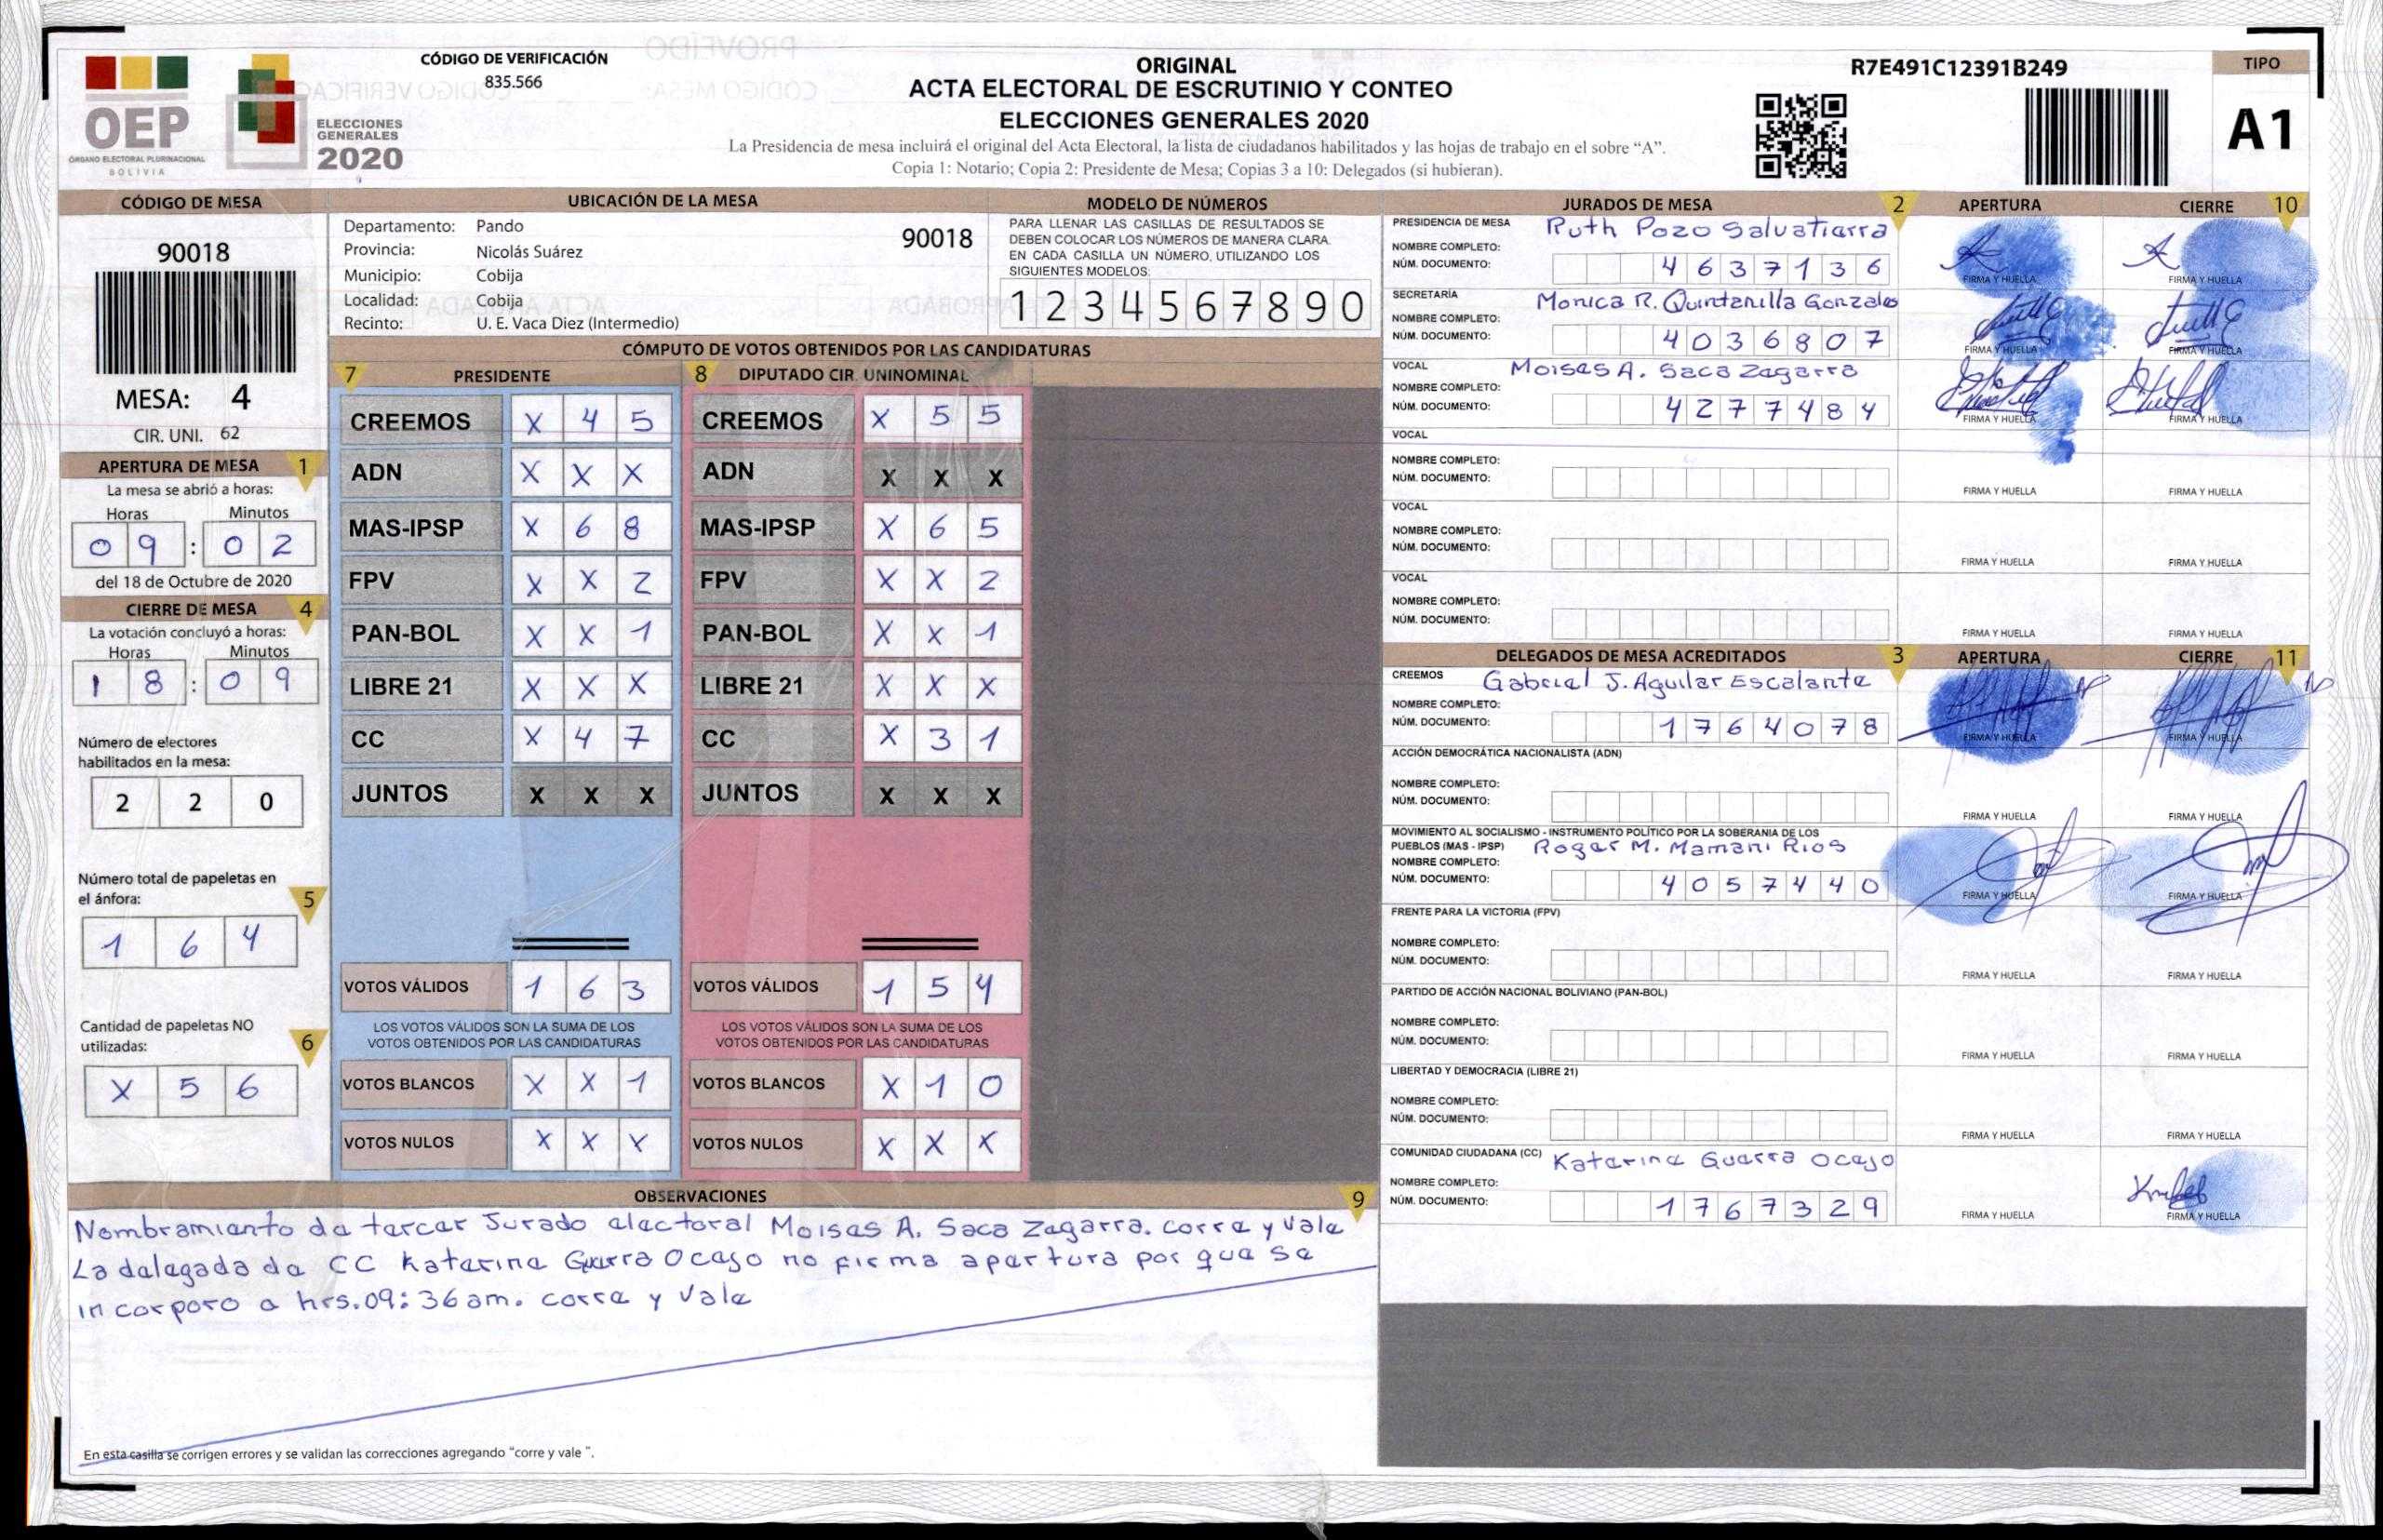 OEP
ÓRGANO ELECTORAL PLURINACIONAL
BOLIVIA
ELECCIONES
GENERALES
2020
CÓDIGO DE VERIFICACIÓN
835.566
ORIGINAL
ACTA ELECTORAL DE ESCRUTINIO Y CONTEO
ELECCIONES GENERALES 2020
La Presidencia de mesa incluirá el original del Acta Electoral, la lista de ciudadanos habilitados y las hojas de trabajo en el sobre “A”.
Copia 1: Notario; Copia 2: Presidente de Mesa; Copias 3 a 10: Delegados (si hubieran).
R7E491C12391B249
TIPO
A1
CÓDIGO DE MESA
90018
MESA: 4
CIR. UNI. 62
APERTURA DE MESA 1
La mesa se abrió a horas:
Horas Minutos
09 : 02
del 18 de Octubre de 2020
CIERRE DE MESA 4
La votación concluyó a horas:
Horas Minutos
18 : 09
Número de electores
habilitados en la mesa:
2 2 0
Número total de papeletas en
el ánfora: 5
1 6 4
Cantidad de papeletas NO
utilizadas: 6
X 5 6
UBICACIÓN DE LA MESA
Departamento: Pando
90018
Provincia: Nicolás Suárez
Municipio: Cobija
Localidad: Cobija
Recinto: U. E. Vaca Diez (Intermedio)
MODELO DE NÚMEROS
PARA LLENAR LAS CASILLAS DE RESULTADOS SE
DEBEN COLOCAR LOS NÚMEROS DE MANERA CLARA.
EN CADA CASILLA UN NÚMERO, UTILIZANDO LOS
SIGUIENTES MODELOS:
1 2 3 4 5 6 7 8 9 0
CÓMPUTO DE VOTOS OBTENIDOS POR LAS CANDIDATURAS
7 PRESIDENTE 8 DIPUTADO CIR. UNINOMINAL
CREEMOS X 4 5 CREEMOS X 5 5
ADN X X X ADN X X X
MAS-IPSP X 6 8 MAS-IPSP X 6 5
FPV X X 2 FPV X X 2
PAN-BOL X X 1 PAN-BOL X X 1
LIBRE 21 X X X LIBRE 21 X X X
CC X 4 7 CC X 3 1
JUNTOS X X X JUNTOS X X X
VOTOS VÁLIDOS 1 6 3 VOTOS VÁLIDOS 1 5 4
LOS VOTOS VÁLIDOS SON LA SUMA DE LOS LOS VOTOS VÁLIDOS SON LA SUMA DE LOS
VOTOS OBTENIDOS POR LAS CANDIDATURAS VOTOS OBTENIDOS POR LAS CANDIDATURAS
VOTOS BLANCOS X X 1 VOTOS BLANCOS X 1 0
VOTOS NULOS X X X VOTOS NULOS X X X
OBSERVACIONES 9
Nombramiento de tercer Jurado electoral Moises A. Saca Zegarra. corre y vale
La delegada de CC Katerine Guerra Ocajo no firma apertura por que se
incorporo a hrs.09:36am. corre y vale
En esta casilla se corrigen errores y se validan las correcciones agregando “corre y vale ”.
JURADOS DE MESA 2 APERTURA CIERRE 10
PRESIDENCIA DE MESA Ruth Pozo Salvatierra
NOMBRE COMPLETO:
NÚM. DOCUMENTO: 4637136
FIRMA Y HUELLA FIRMA Y HUELLA
SECRETARÍA Monica R. Quintanilla Gonzales
NOMBRE COMPLETO:
NÚM. DOCUMENTO: 4036807
FIRMA Y HUELLA FIRMA Y HUELLA
VOCAL Moises A. Saca Zegarra
NOMBRE COMPLETO:
NÚM. DOCUMENTO: 4277484
FIRMA Y HUELLA FIRMA Y HUELLA
VOCAL
NOMBRE COMPLETO:
NÚM. DOCUMENTO:
FIRMA Y HUELLA FIRMA Y HUELLA
VOCAL
NOMBRE COMPLETO:
NÚM. DOCUMENTO:
FIRMA Y HUELLA FIRMA Y HUELLA
VOCAL
NOMBRE COMPLETO:
NÚM. DOCUMENTO:
FIRMA Y HUELLA FIRMA Y HUELLA
DELEGADOS DE MESA ACREDITADOS 3 APERTURA CIERRE 11
CREEMOS Gabriel J. Aguilar Escalante
NOMBRE COMPLETO:
NÚM. DOCUMENTO: 1764078
FIRMA Y HUELLA FIRMA Y HUELLA
ACCIÓN DEMOCRÁTICA NACIONALISTA (ADN)
NOMBRE COMPLETO:
NÚM. DOCUMENTO:
FIRMA Y HUELLA FIRMA Y HUELLA
MOVIMIENTO AL SOCIALISMO - INSTRUMENTO POLÍTICO POR LA SOBERANIA DE LOS
PUEBLOS (MAS - IPSP) Roger M. Mamani Rios
NOMBRE COMPLETO:
NÚM. DOCUMENTO: 4057440
FIRMA Y HUELLA FIRMA Y HUELLA
FRENTE PARA LA VICTORIA (FPV)
NOMBRE COMPLETO:
NÚM. DOCUMENTO:
FIRMA Y HUELLA FIRMA Y HUELLA
PARTIDO DE ACCIÓN NACIONAL BOLIVIANO (PAN-BOL)
NOMBRE COMPLETO:
NÚM. DOCUMENTO:
FIRMA Y HUELLA FIRMA Y HUELLA
LIBERTAD Y DEMOCRACIA (LIBRE 21)
NOMBRE COMPLETO:
NÚM. DOCUMENTO:
FIRMA Y HUELLA FIRMA Y HUELLA
COMUNIDAD CIUDADANA (CC) Katerine Guerra Ocajo
NOMBRE COMPLETO:
NÚM. DOCUMENTO: 1767329
FIRMA Y HUELLA FIRMA Y HUELLA